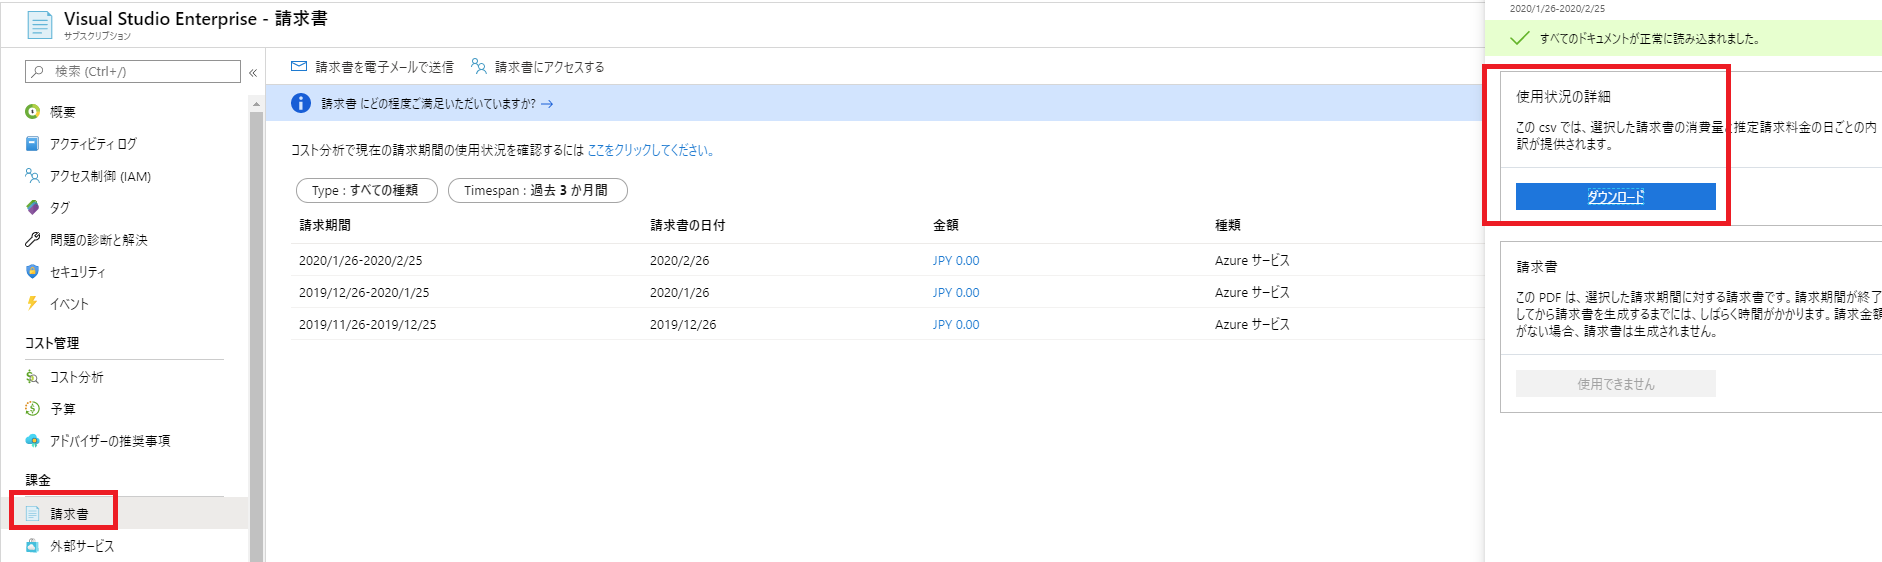 Visual Studio Enterprise - 請求書
サブスクリプション
検索 (Ctrl+/)
«
概要
アクティビティ ログ
アクセス制御 (IAM)
タグ
問題の診断と解決
セキュリティ
イベント
コスト管理
コスト分析
予算
アドバイザーの推奨事項
課金
請求書
外部サービス
請求書を電子メールで送信 請求書にアクセスする
請求書 にどの程度ご満足いただいていますか? →
コスト分析で現在の請求期間の使用状況を確認するには ここをクリックしてください。
Type : すべての種類 Timespan : 過去 3 か月間
請求期間 請求書の日付 金額 種類
2020/1/26-2020/2/25 2020/2/26 JPY 0.00 Azure サービス
2019/12/26-2020/1/25 2020/1/26 JPY 0.00 Azure サービス
2019/11/26-2019/12/25 2019/12/26 JPY 0.00 Azure サービス
2020/1/26-2020/2/25
すべてのドキュメントが正常に読み込まれました。
使用状況の詳細
この csv では、選択した請求書の消費量と推定請求料金の日ごとの内
訳が提供されます。
ダウンロード
請求書
この PDF は、選択した請求期間に対する請求書です。請求期間が終了
してから請求書を生成するまでには、しばらく時間がかかります。請求金額
がない場合、請求書は生成されません。
使用できません